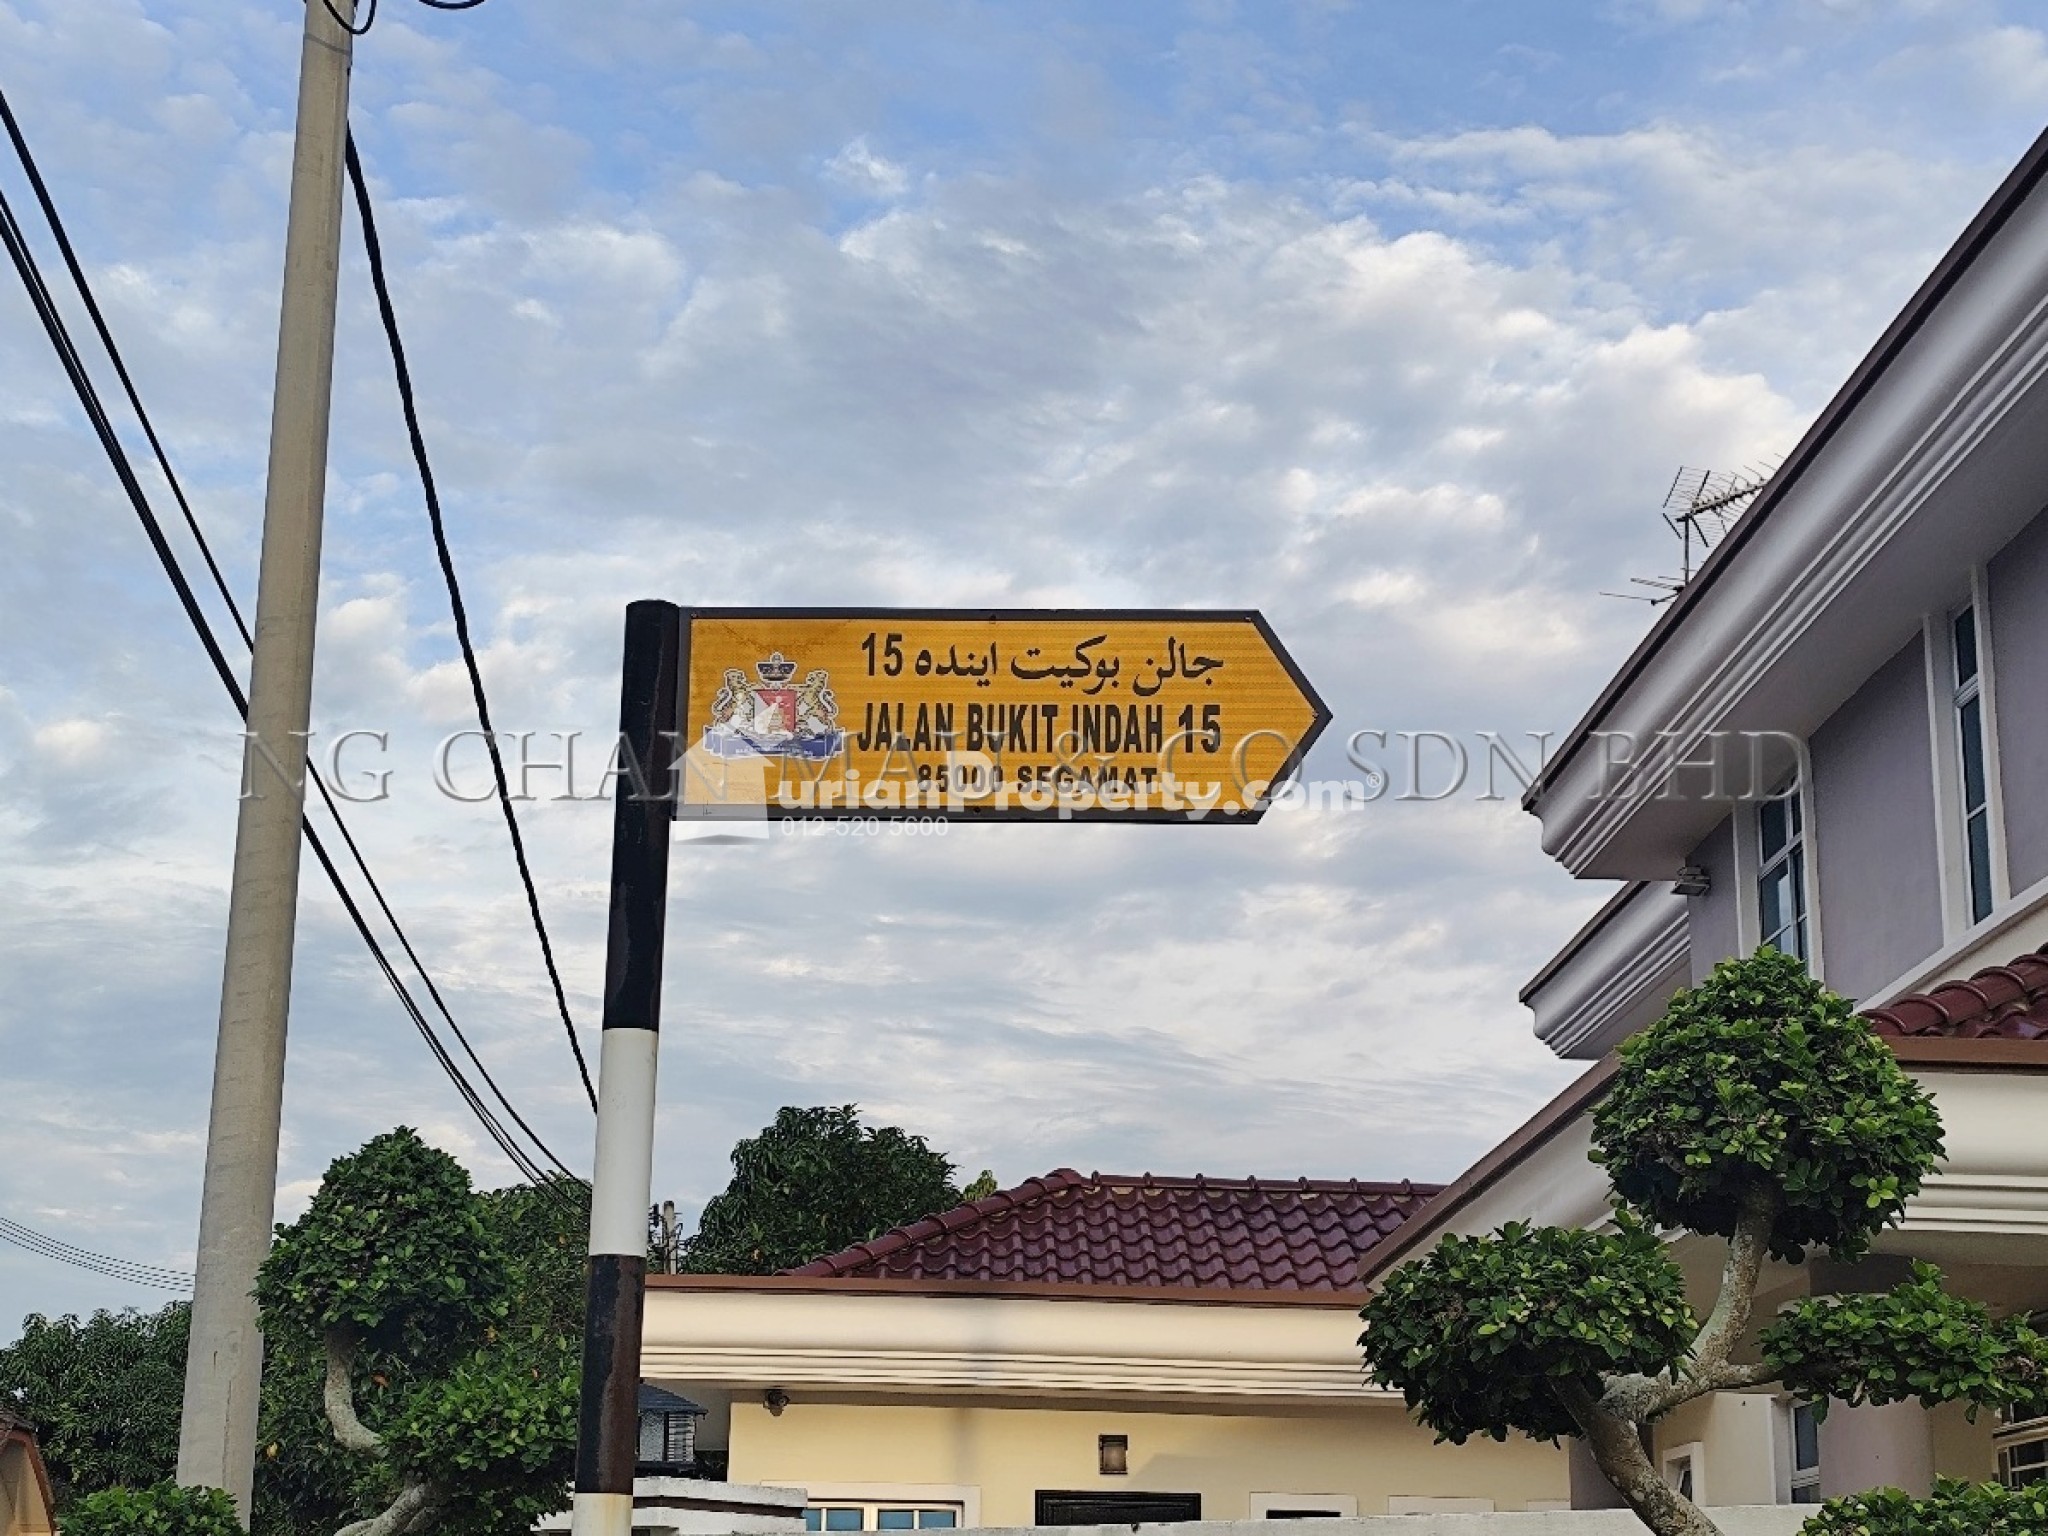 جالن بوكيت اينده 15
JALAN BUKIT INDAH 15
85000 SEGAMAT
NG CHAN MAU & CO SDN BHD
DurianProperty.com®
012-520 5600